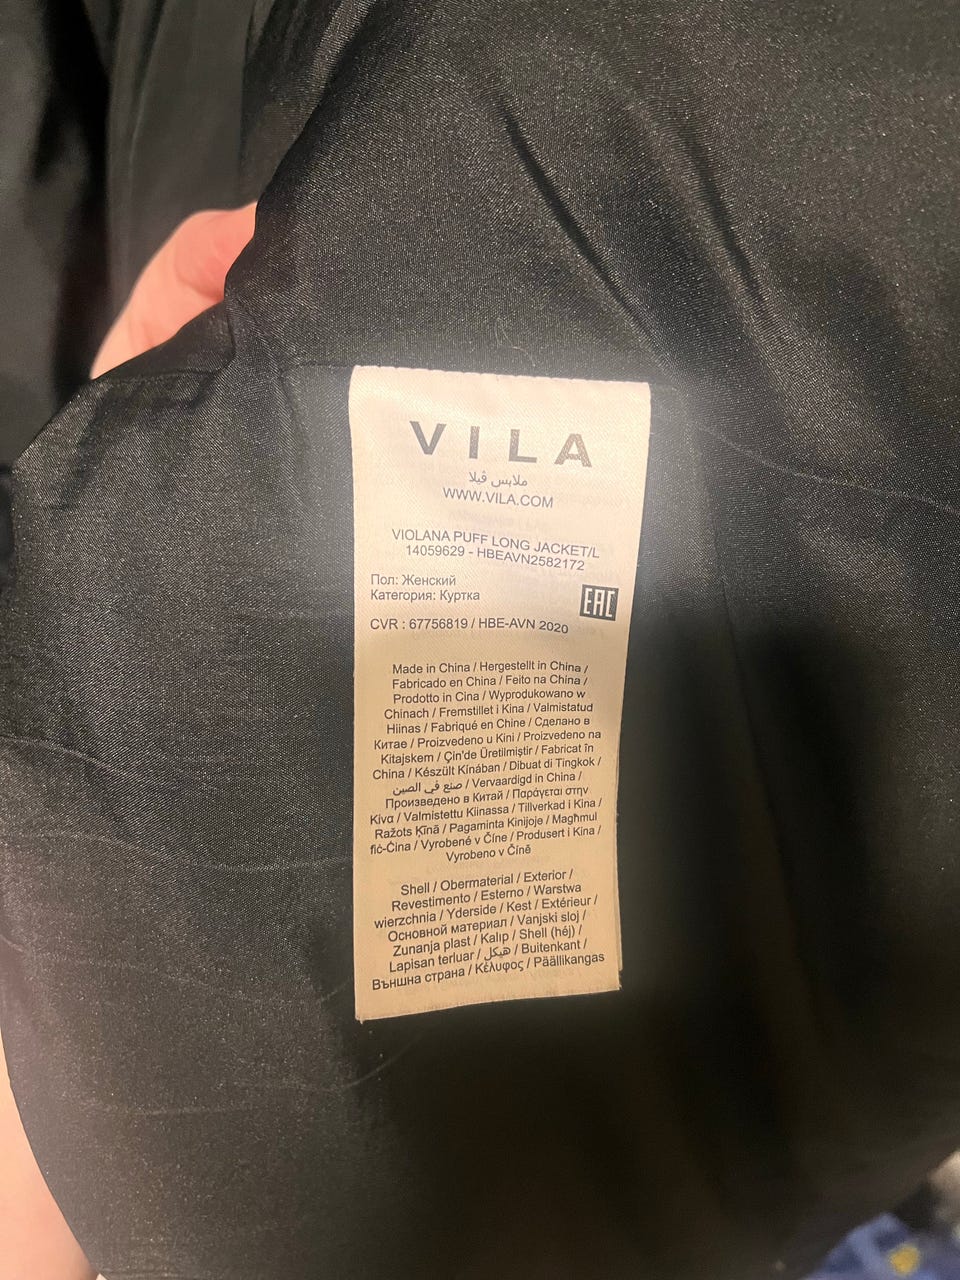 VILA
ملابس ڤيلا
WWW.VILA.COM
VIOLANA PUFF LONG JACKET/L
14059629 - HBEAVN2582172
Пол: Женский
Категория: Куртка
EAC
CVR : 67756819 / HBE-AVN 2020
Made in China / Hergestellt in China /
Fabricado en China / Feito na China /
Prodotto in Cina / Wyprodukowano w
Chinach / Fremstillet i Kina / Valmistatud
Hiinas / Fabriqué en Chine / Сделано в
Китае / Proizvedeno u Kini / Proizvedeno na
Kitajskem / Çin'de Üretilmiştir / Fabricat în
China / Készült Kínában / Dibuat di Tingkok /
صنع في الصين / Vervaardigd in China /
Произведено в Китай / Παράγεται στην
Κίνα / Valmistettu Kiinassa / Tillverkad i Kina /
Ražots Ķīnā / Pagaminta Kinijoje / Magħmul
fiċ-Ċina / Vyrobené v Číne / Produsert i Kina /
Vyrobeno v Číně
Shell / Obermaterial / Exterior /
Revestimento / Esterno / Warstwa
wierzchnia / Yderside / Kest / Extérieur /
Основной материал / Vanjski sloj /
Zunanja plast / Kalıp / Shell (héj) /
Lapisan terluar / هيكل / Buitenkant /
Външна страна / Κέλυφος / Päällikangas